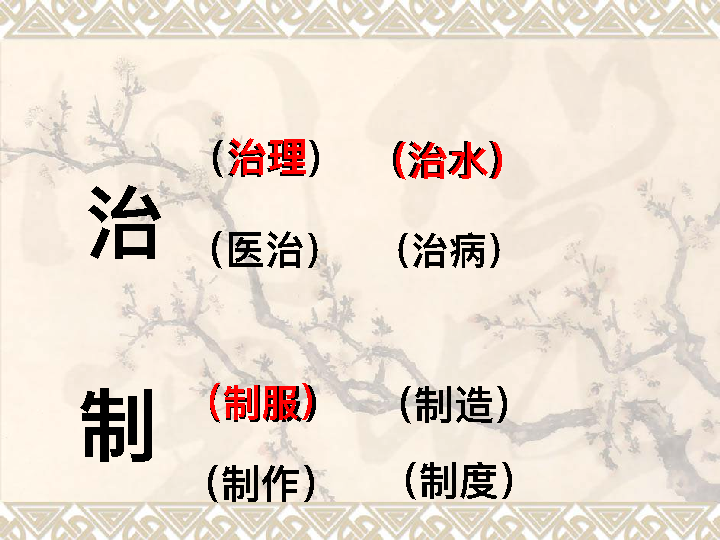 治
（治理） （治水）
（医治） （治病）
制
（制服） （制造）
（制作） （制度）